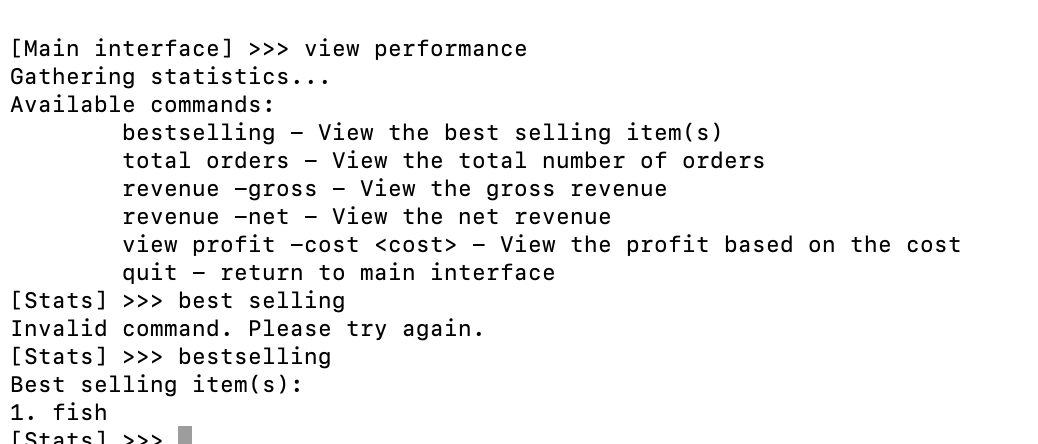 [Main interface] >>> view performance
Gathering statistics...
Available commands:
bestselling – View the best selling item(s)
total orders – View the total number of orders
revenue –gross – View the gross revenue
revenue –net – View the net revenue
view profit –cost <cost> – View the profit based on the cost
quit – return to main interface
[Stats] >>> best selling
Invalid command. Please try again.
[Stats] >>> bestselling
Best selling item(s):
1. fish
[Stats] >>>